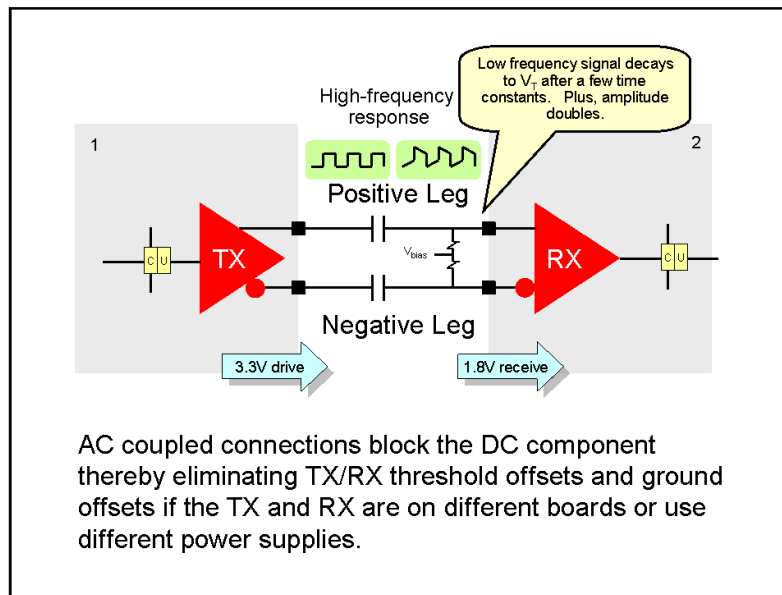 Low frequency signal decays
to VT after a few time
constants. Plus, amplitude
doubles.
High-frequency
response
1
2
Positive Leg
TX
RX
C U
C U
Vbias
Negative Leg
3.3V drive
1.8V receive
AC coupled connections block the DC component
thereby eliminating TX/RX threshold offsets and ground
offsets if the TX and RX are on different boards or use
different power supplies.